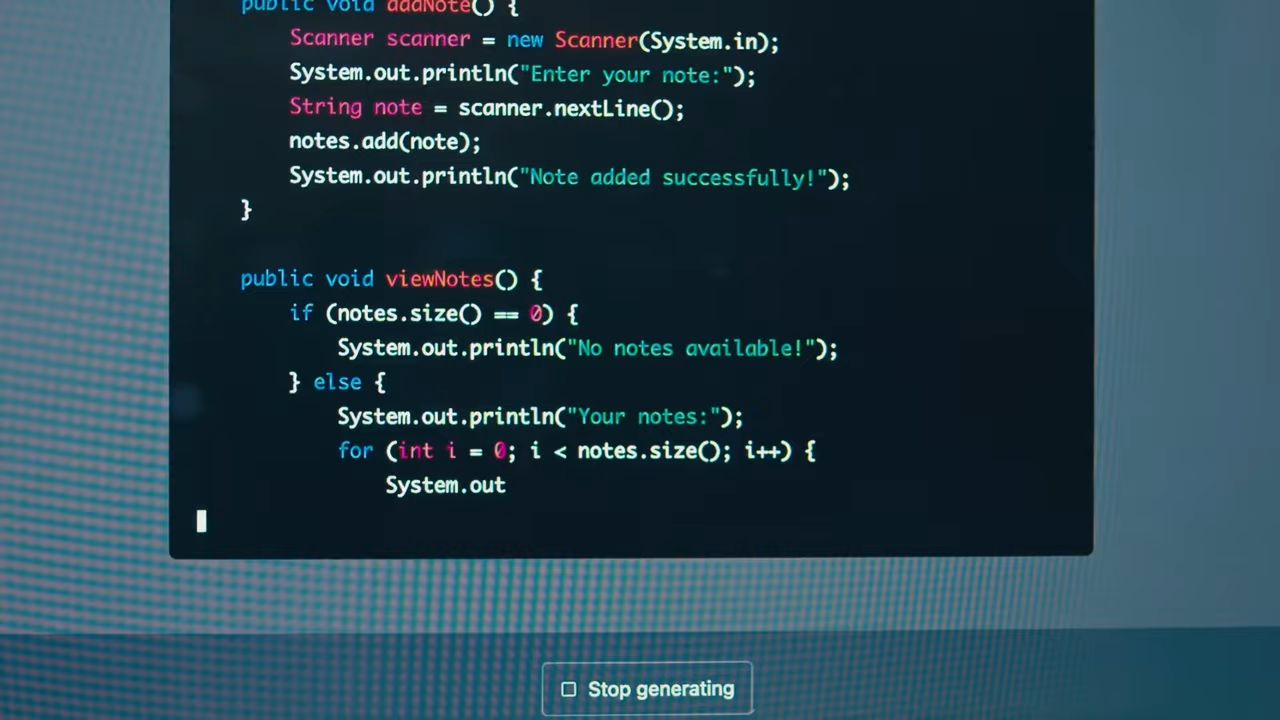 public void addNote() {
Scanner scanner = new Scanner(System.in);
System.out.println("Enter your note:");
String note = scanner.nextLine();
notes.add(note);
System.out.println("Note added successfully!");
}
public void viewNotes() {
if (notes.size() == 0) {
System.out.println("No notes available!");
} else {
System.out.println("Your notes:");
for (int i = 0; i < notes.size(); i++) {
System.out
Stop generating